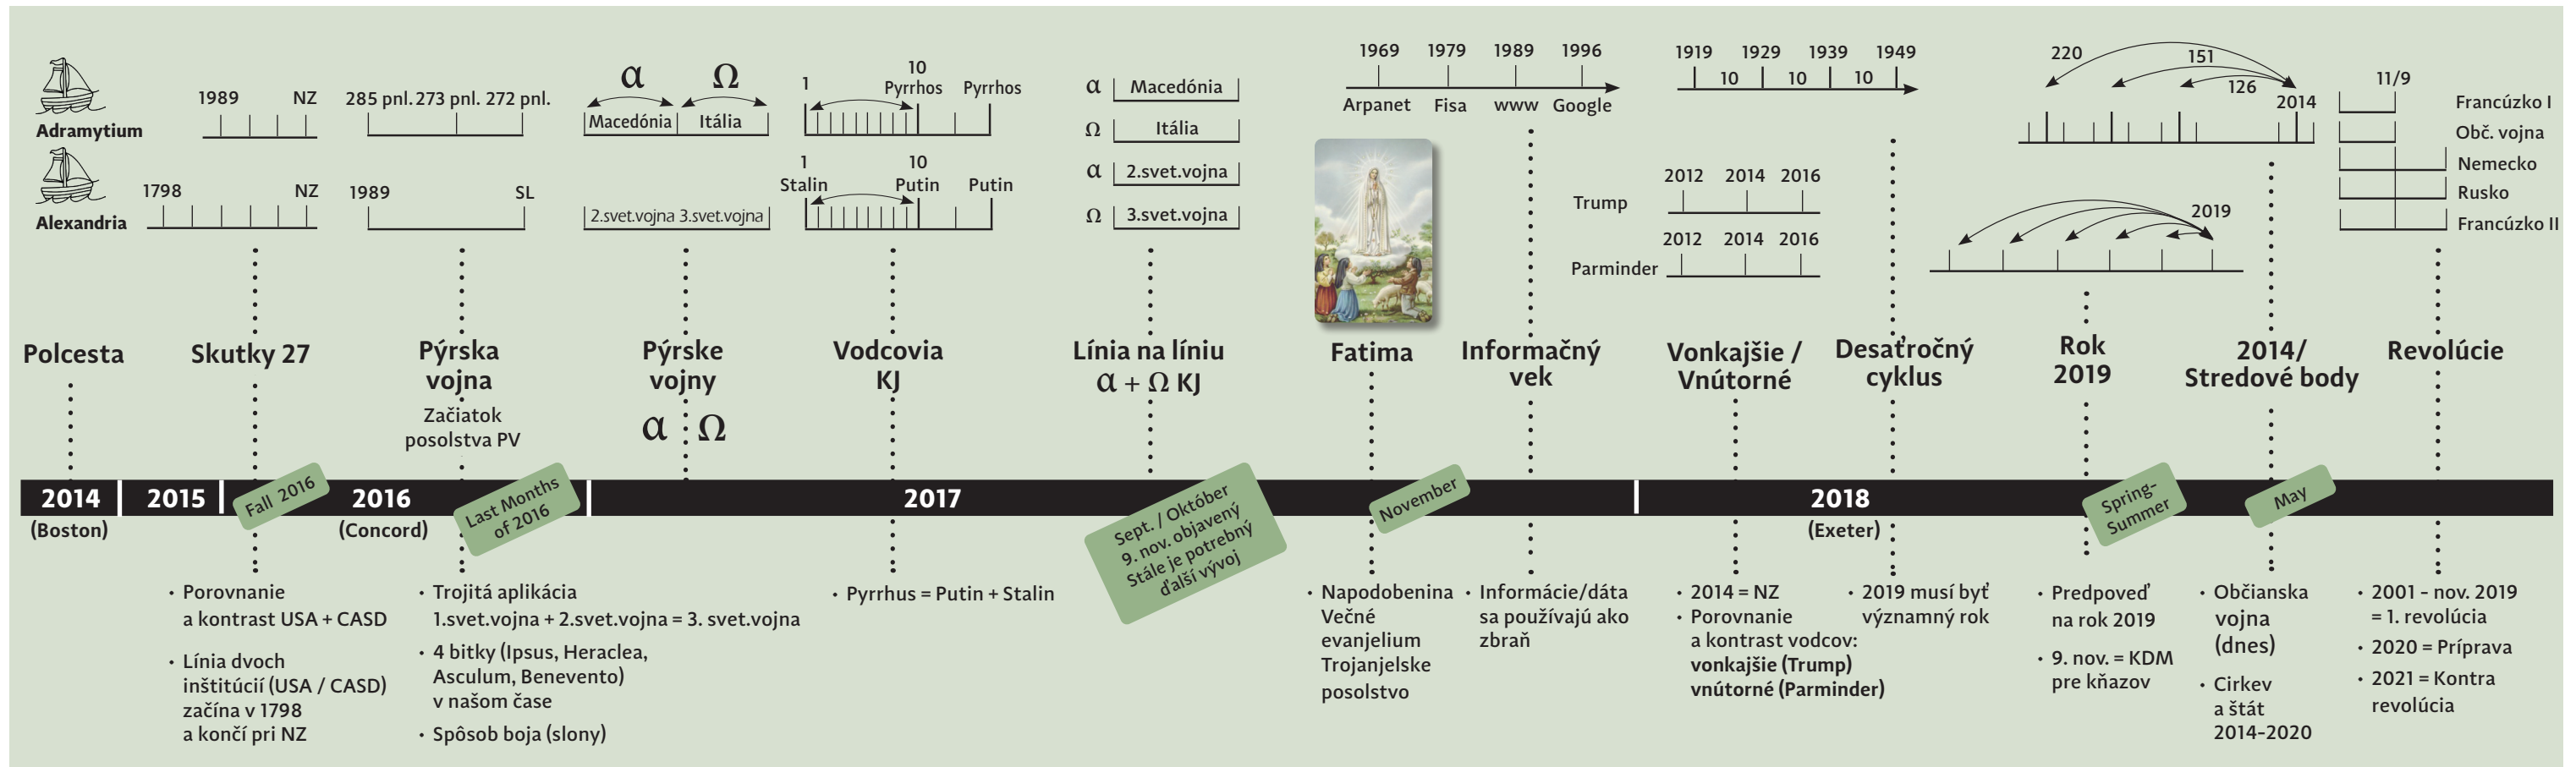 Adramytium
1989 NZ
Alexandria
1798 NZ
285 pnl. 273 pnl. 272 pnl.
1989 SL
α Ω
Macedónia Itália
2.svet.vojna 3.svet.vojna
1 10
Pyrrhos Pyrrhos
1 10
Stalin Putin Putin
α Macedónia
Ω Itália
α 2.svet.vojna
Ω 3.svet.vojna
1969 1979 1989 1996
Arpanet Fisa www Google
1919 1929 1939 1949
10 10 10
2012 2014 2016
Trump
2012 2014 2016
Parminder
220
151
126
2014
2019
11/9
Francúzko I
Obč. vojna
Nemecko
Rusko
Francúzko II
Polcesta
Skutky 27
Pýrska
vojna
Začiatok
posolstva PV
Pýrske
vojny
α Ω
Vodcovia
KJ
Línia na líniu
α + Ω KJ
Fatima
Informačný
vek
Vonkajšie /
Vnútorné
Desaťročný
cyklus
Rok
2019
2014/
Stredové body
Revolúcie
2014
(Boston)
2015
Fall 2016
2016
(Concord)
Last Months
of 2016
2017
Sept. / Október
9. nov. objavený
Stále je potrebný
ďalší vývoj
November
2018
(Exeter)
Spring-
Summer
May
• Porovnanie
a kontrast USA + CASD
• Línia dvoch
inštitúcií (USA / CASD)
začína v 1798
a končí pri NZ
• Trojitá aplikácia
1.svet.vojna + 2.svet.vojna = 3. svet.vojna
• 4 bitky (Ipsus, Heraclea,
Asculum, Benevento)
v našom čase
• Spôsob boja (slony)
• Pyrrhus = Putin + Stalin
• Napodobenina
Večné
evanjelium
Trojanjelske
posolstvo
• Informácie/dáta
sa používajú ako
zbraň
• 2014 = NZ
• Porovnanie
a kontrast vodcov:
vonkajšie (Trump)
vnútorné (Parminder)
• 2019 musí byť
významný rok
• Predpoveď
na rok 2019
• 9. nov. = KDM
pre kňazov
• Občianska
vojna
(dnes)
• Cirkev
a štát
2014-2020
• 2001 - nov. 2019
= 1. revolúcia
• 2020 = Príprava
• 2021 = Kontra
revolúcia